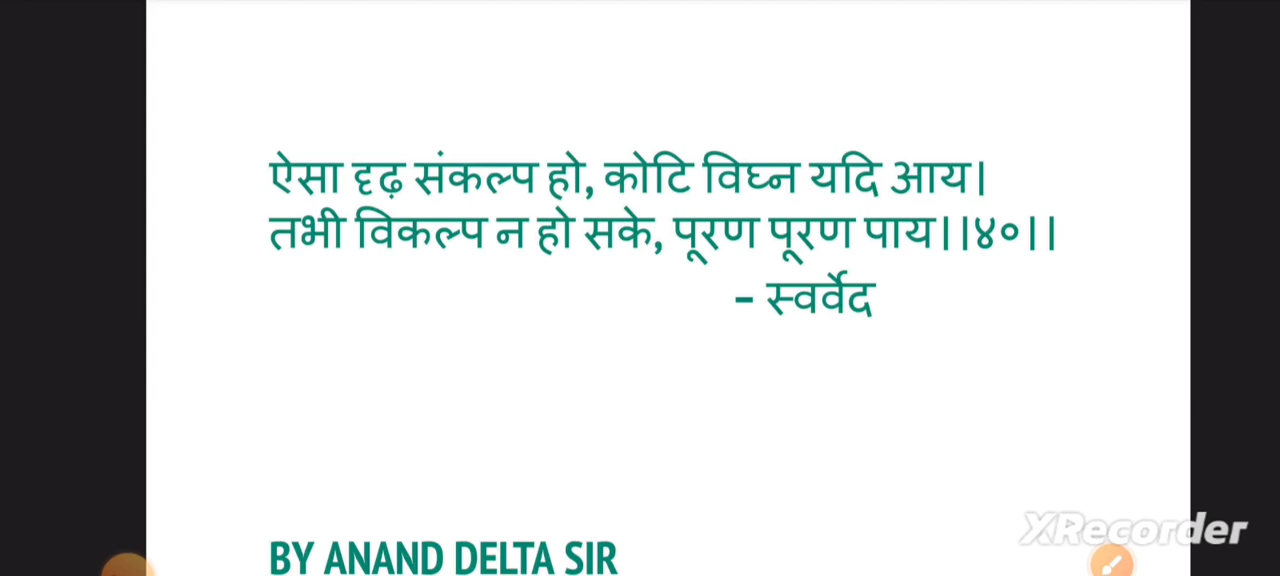 ऐसा दृढ़ संकल्प हो, कोटि विघ्न यदि आय।
तभी विकल्प न हो सके, पूरण पूरण पाय।।४०।।
- स्वर्वेद
XRecorder
BY ANAND DELTA SIR